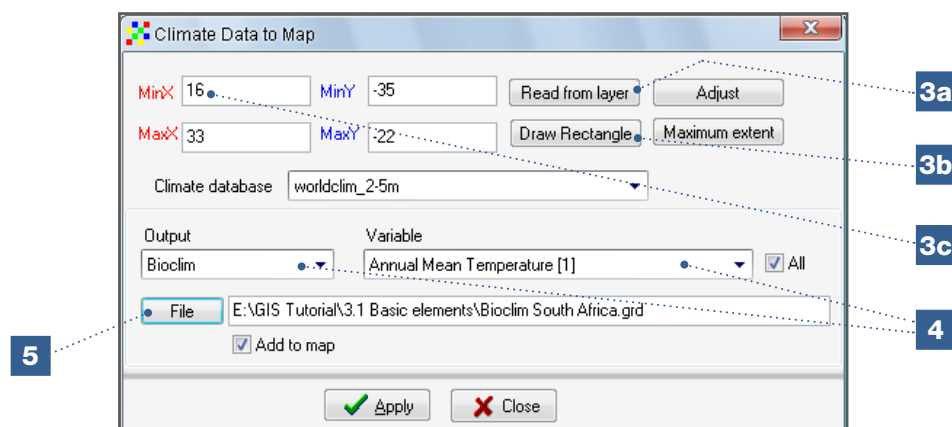 Climate Data to Map
MinX 16 MinY -35 Read from layer Adjust 3a
MaxX 33 MaxY -22 Draw Rectangle Maximum extent 3b
Climate database worldclim_2-5m
3c
Output Variable
Bioclim Annual Mean Temperature [1] All
File E:\GIS Tutorial\3.1 Basic elements\Bioclim South Africa.grd
4
5
Add to map
Apply Close